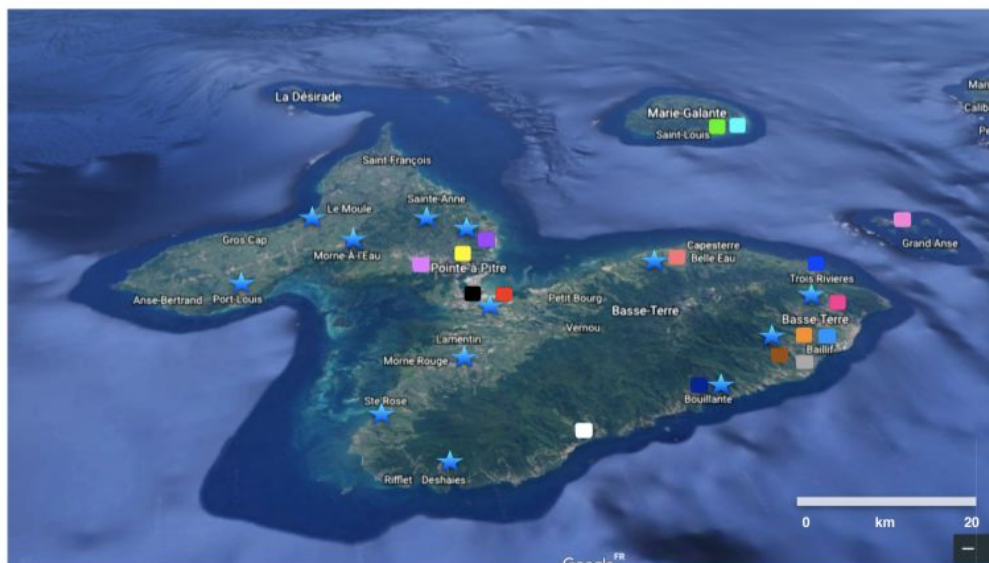 La Désirade
Marie-Galante
Saint-Louis
Saint-François
Sainte-Anne
Le Moule
Gros Cap
Morne-À l'Eau
Pointe-à-Pitre
Anse-Bertrand
Port-Louis
Grand Anse
Capesterre
Belle Eau
Trois Rivieres
Petit Bourg
Basse-Terre
Basse-Terre
Vernou
Lamentin
Baillif
Morne Rouge
Ste Rose
Bouillante
Rifflet
Deshaies
0 km 20
FR